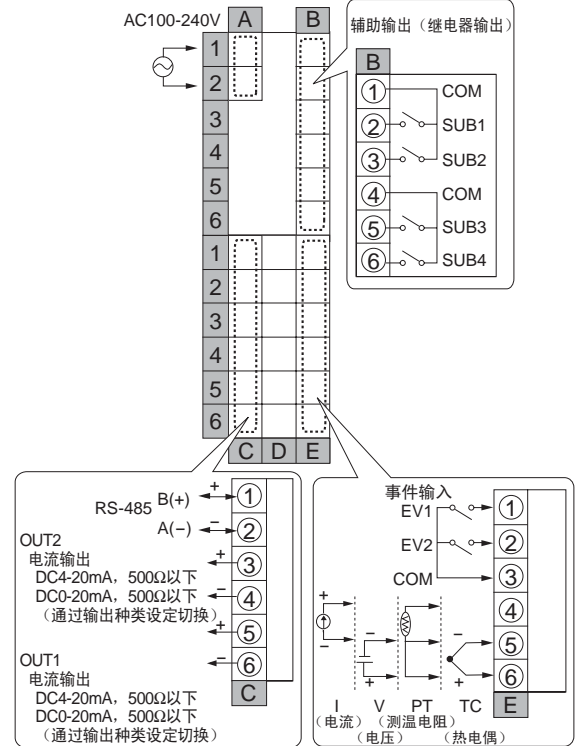 AC100-240V A B
1
2
3
4
5
6
1
2
3
4
5
6
C D E
辅助输出（继电器输出）
B
① COM
② SUB1
③ SUB2
④ COM
⑤ SUB3
⑥ SUB4
RS-485 B(+) + ①
A(−) − ②
OUT2
电流输出 + ③
DC4-20mA，500Ω以下
DC0-20mA，500Ω以下 − ④
（通过输出种类设定切换）
+ ⑤
OUT1 − ⑥
电流输出
C
DC4-20mA，500Ω以下
DC0-20mA，500Ω以下
（通过输出种类设定切换）
事件输入
EV1 ①
EV2 ②
COM ③
④
+ − − ⑤
− + + ⑥
I V PT TC E
（电流） （测温电阻）
（电压） （热电偶）